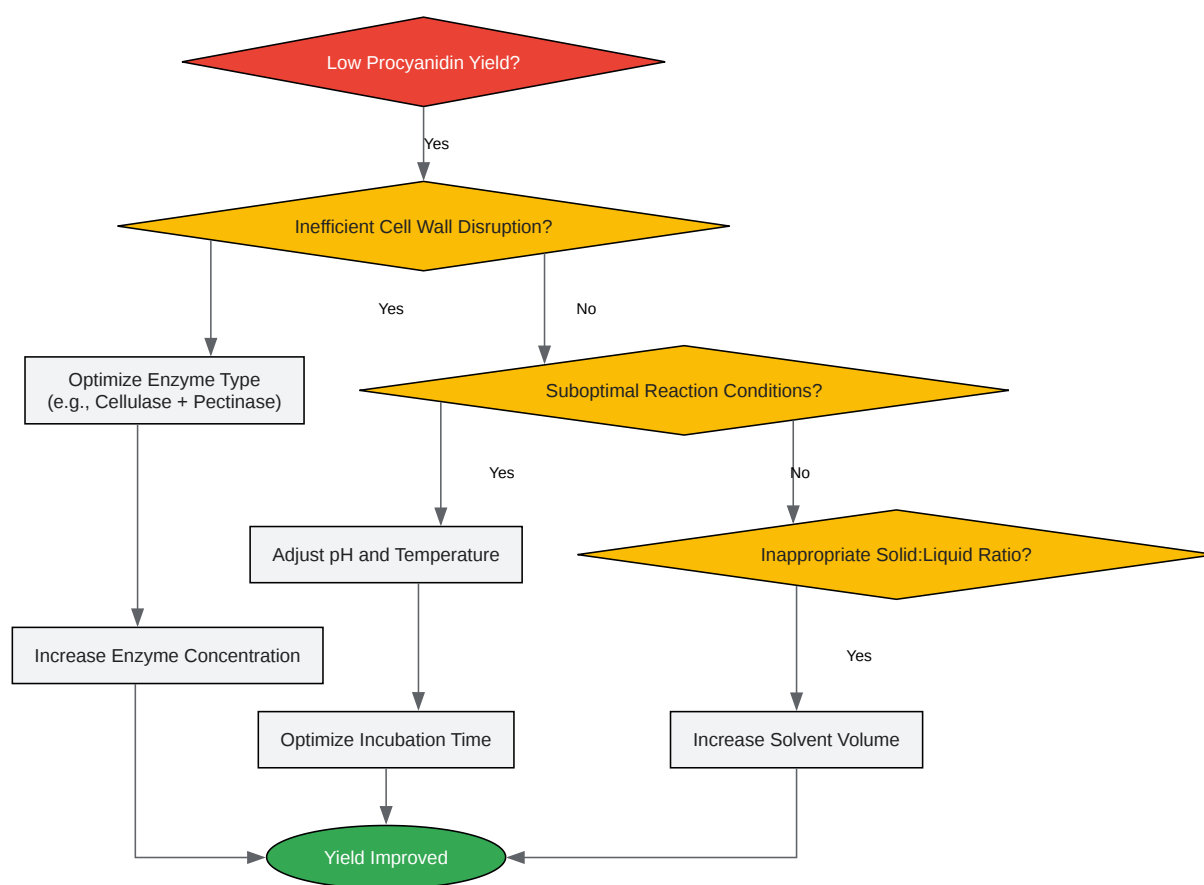 Low Procyanidin Yield?
Yes
Inefficient Cell Wall Disruption?
Yes
No
Optimize Enzyme Type
(e.g., Cellulase + Pectinase)
Suboptimal Reaction Conditions?
Yes
No
Adjust pH and Temperature
Inappropriate Solid:Liquid Ratio?
Increase Enzyme Concentration
Yes
Optimize Incubation Time
Increase Solvent Volume
Yield Improved